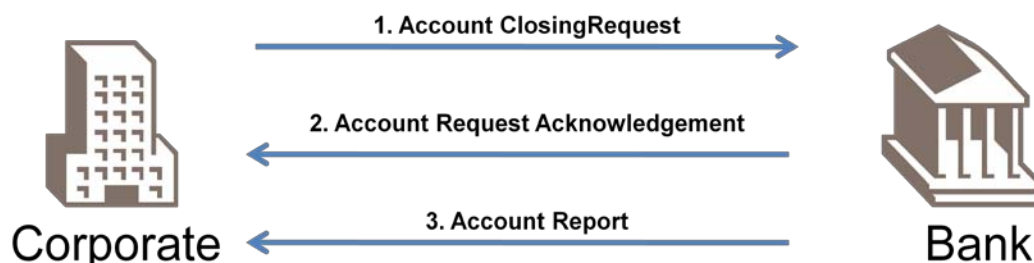 1. Account ClosingRequest
2. Account Request Acknowledgement
3. Account Report
Corporate
Bank